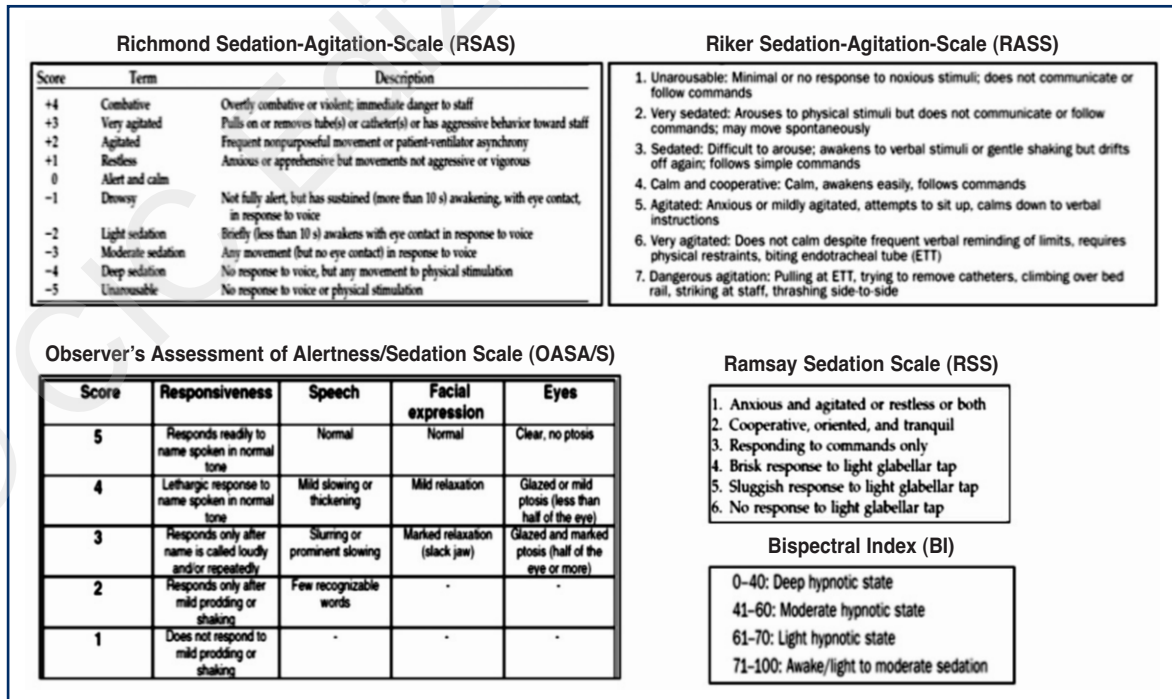 Richmond Sedation-Agitation-Scale (RSAS)
Score Term Description
+4 Combative Overtly combative or violent; immediate danger to staff
+3 Very agitated Pulls on or removes tube(s) or catheter(s) or has aggressive behavior toward staff
+2 Agitated Frequent nonpurposeful movement or patient-ventilator asynchrony
+1 Restless Anxious or apprehensive but movements not aggressive or vigorous
0 Alert and calm
−1 Drowsy Not fully alert, but has sustained (more than 10 s) awakening, with eye contact,
in response to voice
−2 Light sedation Briefly (less than 10 s) awakens with eye contact in response to voice
−3 Moderate sedation Any movement (but no eye contact) in response to voice
−4 Deep sedation No response to voice, but any movement to physical stimulation
−5 Unarousable No response to voice or physical stimulation
Riker Sedation-Agitation-Scale (RASS)
1. Unarousable: Minimal or no response to noxious stimuli; does not communicate or
follow commands
2. Very sedated: Arouses to physical stimuli but does not communicate or follow
commands; may move spontaneously
3. Sedated: Difficult to arouse; awakens to verbal stimuli or gentle shaking but drifts
off again; follows simple commands
4. Calm and cooperative: Calm, awakens easily, follows commands
5. Agitated: Anxious or mildly agitated, attempts to sit up, calms down to verbal
instructions
6. Very agitated: Does not calm despite frequent verbal reminding of limits, requires
physical restraints, biting endotracheal tube (ETT)
7. Dangerous agitation: Pulling at ETT, trying to remove catheters, climbing over bed
rail, striking at staff, thrashing side-to-side
Observer's Assessment of Alertness/Sedation Scale (OASA/S)
Score Responsiveness Speech Facial Eyes
expression
5 Responds readily to Normal Normal Clear, no ptosis
name spoken in normal
tone
4 Lethargic response to Mild slowing or Mild relaxation Glazed or mild
name spoken in normal thickening ptosis (less than
tone half of the eye)
3 Responds only after Slurring or Marked relaxation Glazed and marked
name is called loudly prominent slowing (slack jaw) ptosis (half of the
and/or repeatedly eye or more)
2 Responds only after Few recognizable - -
mild prodding or words
shaking
1 Does not respond to - - -
mild prodding or
shaking
Ramsay Sedation Scale (RSS)
1. Anxious and agitated or restless or both
2. Cooperative, oriented, and tranquil
3. Responding to commands only
4. Brisk response to light glabellar tap
5. Sluggish response to light glabellar tap
6. No response to light glabellar tap
Bispectral Index (BI)
0–40: Deep hypnotic state
41–60: Moderate hypnotic state
61–70: Light hypnotic state
71–100: Awake/light to moderate sedation
© CIC Ediz